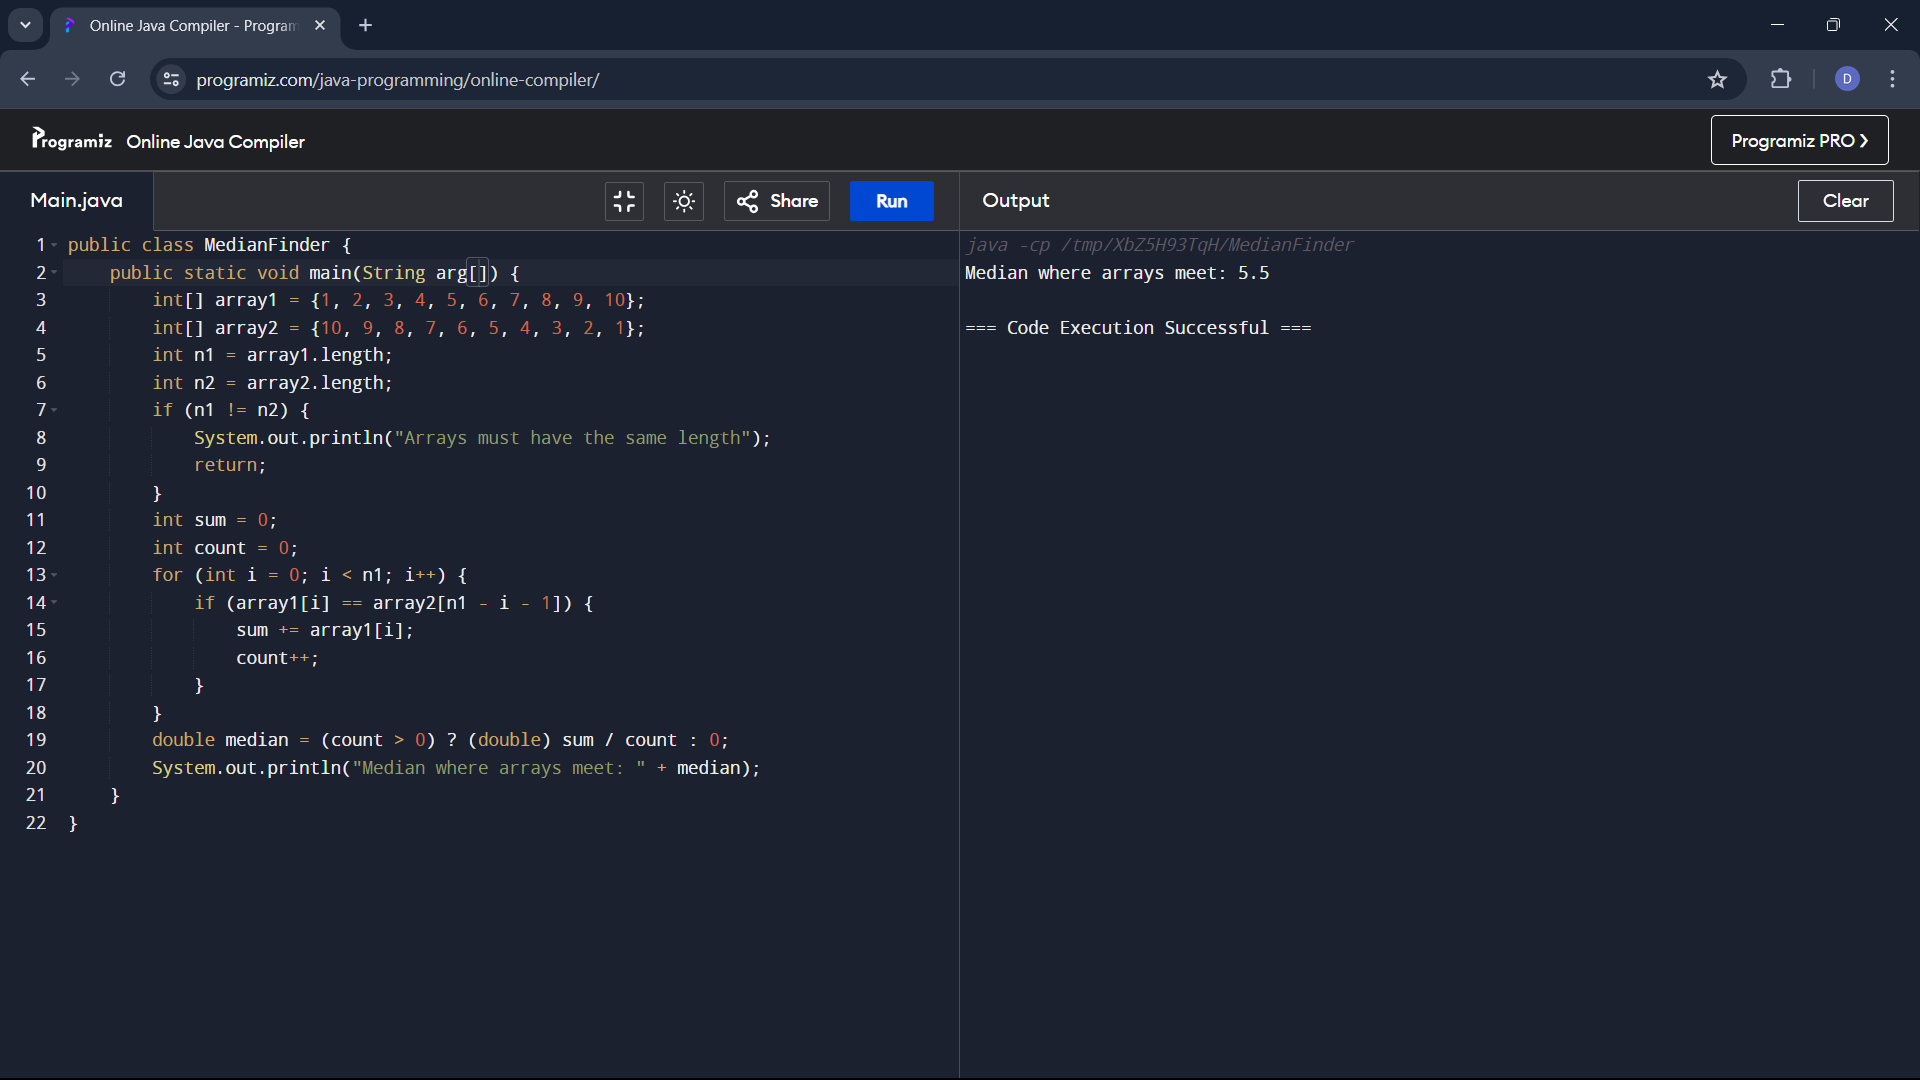 Online Java Compiler - Program
programiz.com/java-programming/online-compiler/
D
Programiz Online Java Compiler
Programiz PRO ❯
Main.java
Share
Run
Output
Clear
1 public class MedianFinder {
2     public static void main(String arg[]) {
3         int[] array1 = {1, 2, 3, 4, 5, 6, 7, 8, 9, 10};
4         int[] array2 = {10, 9, 8, 7, 6, 5, 4, 3, 2, 1};
5         int n1 = array1.length;
6         int n2 = array2.length;
7         if (n1 != n2) {
8             System.out.println("Arrays must have the same length");
9             return;
10         }
11         int sum = 0;
12         int count = 0;
13         for (int i = 0; i < n1; i++) {
14             if (array1[i] == array2[n1 - i - 1]) {
15                 sum += array1[i];
16                 count++;
17             }
18         }
19         double median = (count > 0) ? (double) sum / count : 0;
20         System.out.println("Median where arrays meet: " + median);
21     }
22 }
java -cp /tmp/XbZ5H93TqH/MedianFinder
Median where arrays meet: 5.5
=== Code Execution Successful ===